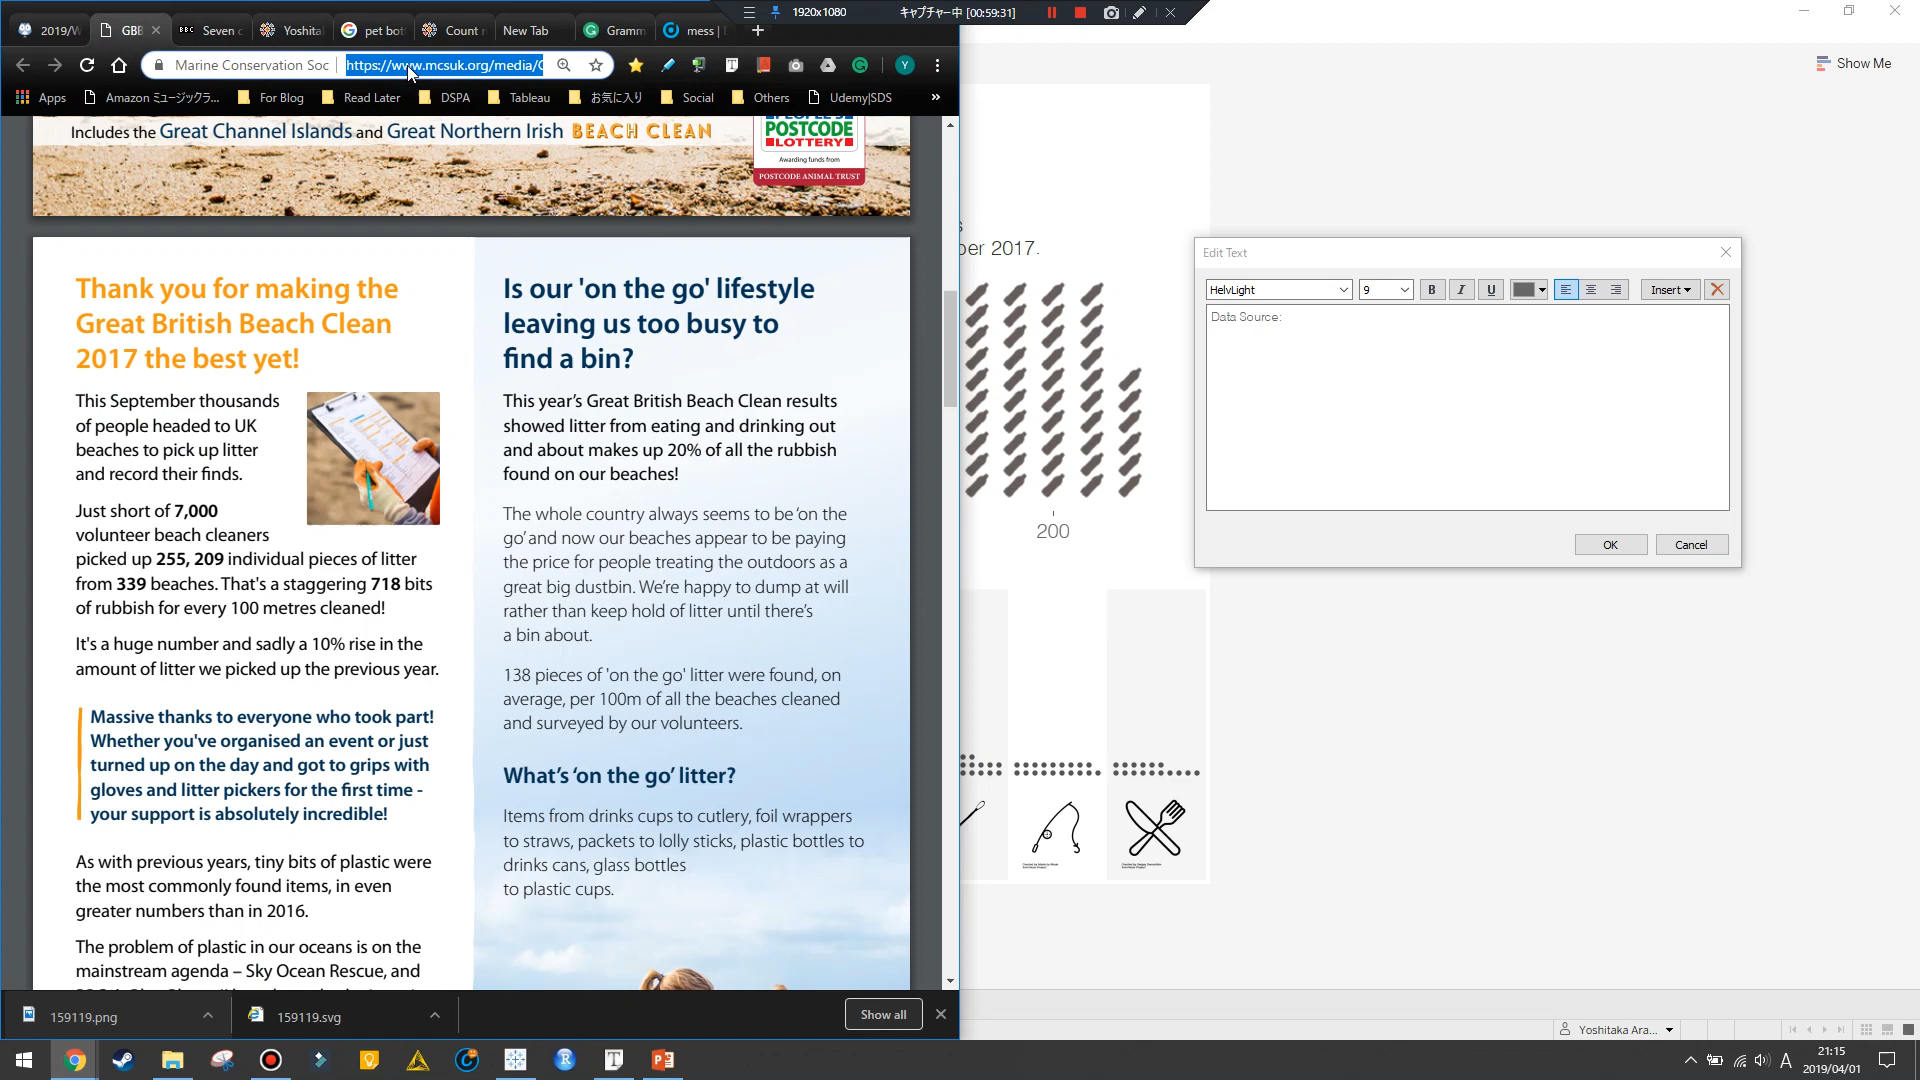 1920x1080
キャプチャー中 [00:59:31]
2019/W
GBB
BBC Seven c
Yoshita
pet bot
Count
New Tab
Gramm
mess |
Marine Conservation Soc
https://www.mcsuk.org/media/
Y
Apps
Amazon ミュージックラ...
For Blog
Read Later
DSPA
Tableau
お気に入り
Social
Others
Udemy|SDS
»
Show Me
Includes the Great Channel Islands and Great Northern Irish BEACH CLEAN
POSTCODE
LOTTERY
Awarding funds from
POSTCODE ANIMAL TRUST
Thank you for making the
Great British Beach Clean
2017 the best yet!
This September thousands
of people headed to UK
beaches to pick up litter
and record their finds.
Just short of 7,000
volunteer beach cleaners
picked up 255, 209 individual pieces of litter
from 339 beaches. That's a staggering 718 bits
of rubbish for every 100 metres cleaned!
It's a huge number and sadly a 10% rise in the
amount of litter we picked up the previous year.
Massive thanks to everyone who took part!
Whether you've organised an event or just
turned up on the day and got to grips with
gloves and litter pickers for the first time -
your support is absolutely incredible!
As with previous years, tiny bits of plastic were
the most commonly found items, in even
greater numbers than in 2016.
The problem of plastic in our oceans is on the
mainstream agenda – Sky Ocean Rescue, and
Is our 'on the go' lifestyle
leaving us too busy to
find a bin?
This year's Great British Beach Clean results
showed litter from eating and drinking out
and about makes up 20% of all the rubbish
found on our beaches!
The whole country always seems to be 'on the
go' and now our beaches appear to be paying
the price for people treating the outdoors as a
great big dustbin. We're happy to dump at will
rather than keep hold of litter until there's
a bin about.
138 pieces of 'on the go' litter were found, on
average, per 100m of all the beaches cleaned
and surveyed by our volunteers.
What's 'on the go' litter?
Items from drinks cups to cutlery, foil wrappers
to straws, packets to lolly sticks, plastic bottles to
drinks cans, glass bottles
to plastic cups.
ber 2017.
200
Edit Text
HelvLight
9
B
I
U
Insert
Data Source:
OK
Cancel
159119.png
159119.svg
Show all
Yoshitaka Ara...
A
21:15
2019/04/01